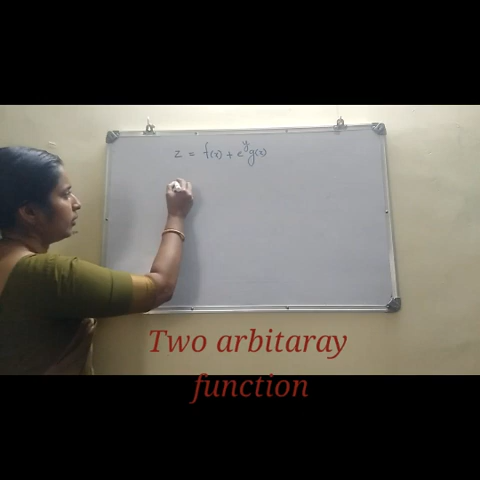 z = f(x) + e^y g(x)
Two arbitaray
function